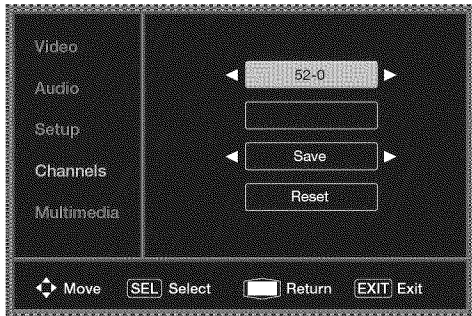 Video
Audio
Setup
Channels
Multimedia
52-0
Save
Reset
Move SEL Select Return EXIT Exit